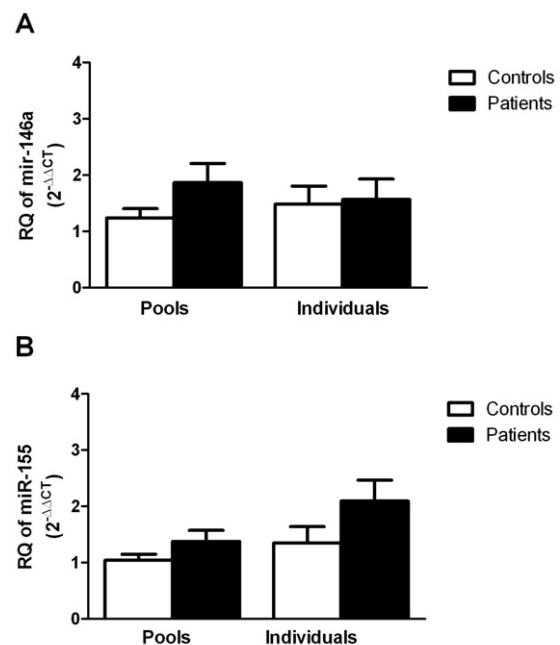 A
RQ of mir-146a
(2-ΔΔCT)
4
3
2
1
0
Pools Individuals
Controls
Patients
B
RQ of miR-155
(2-ΔΔCT)
4
3
2
1
0
Pools Individuals
Controls
Patients